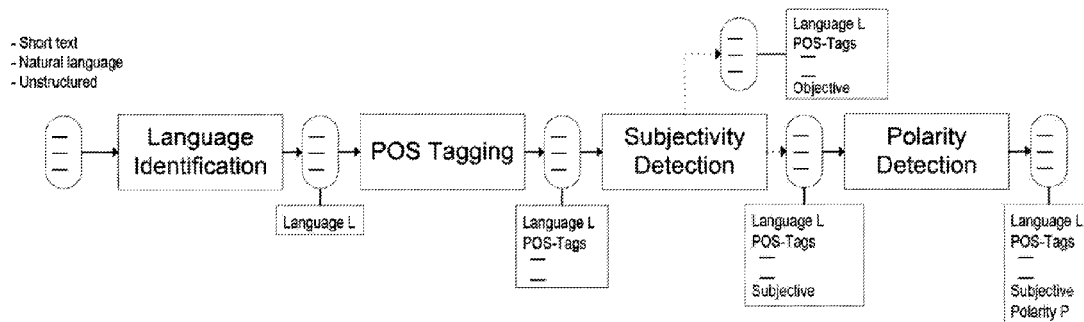 - Short text
- Natural language
- Unstructured
Language L
POS-Tags
Objective
Language
Identification
POS Tagging
Subjectivity
Detection
Polarity
Detection
Language L
Language L
POS-Tags
Language L
POS-Tags
Subjective
Language L
POS-Tags
Subjective
Polarity P